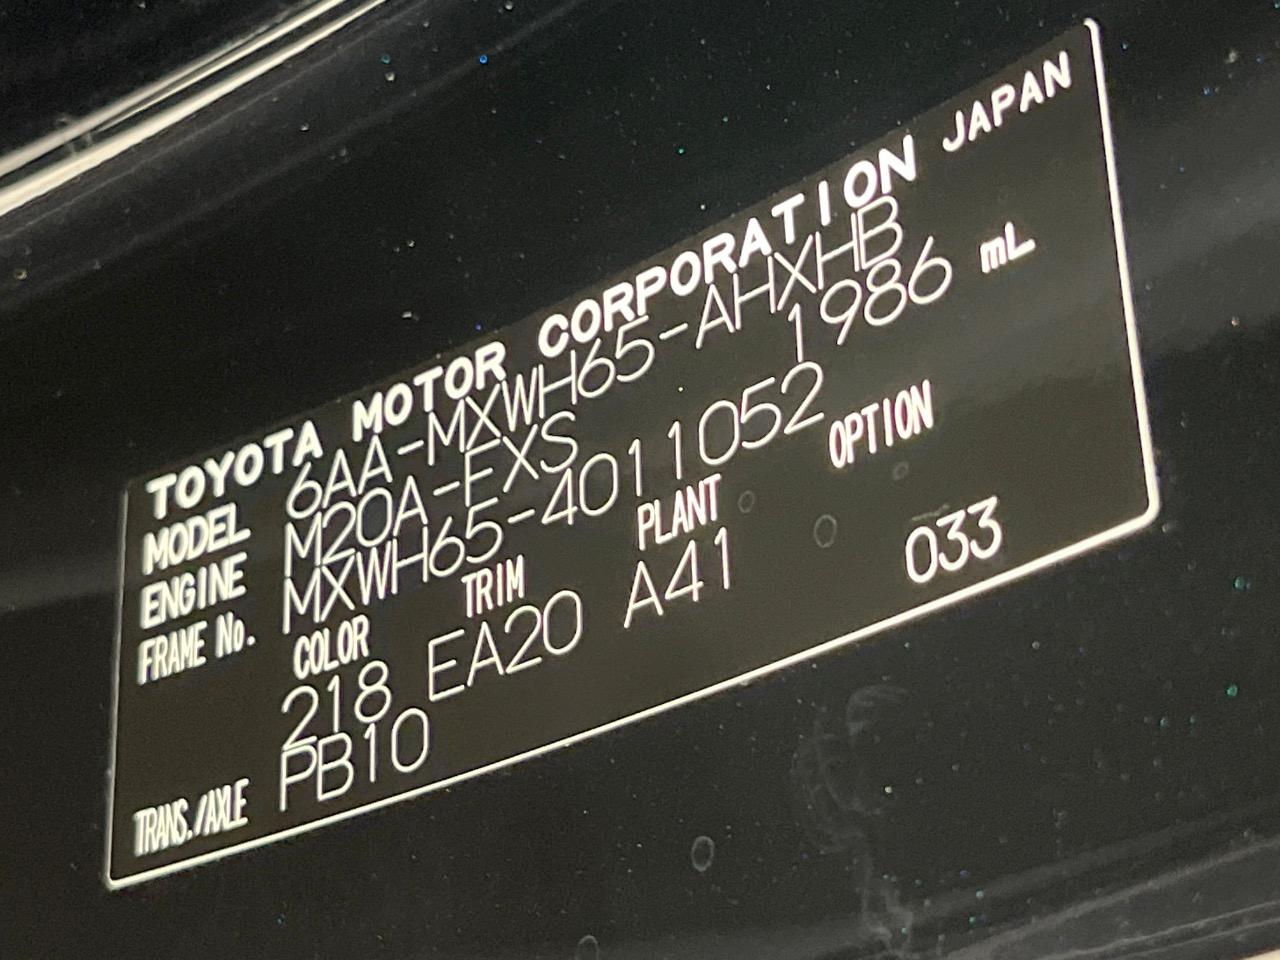 TOYOTA MOTOR CORPORATION JAPAN
MODEL 6AA-MXWH65-AHXHB
ENGINE M20A-FXS 1986 mL
FRAME No. MXWH65-4011052
COLOR TRIM PLANT OPTION
218 EA20 A41 033
TRANS./AXLE PB10